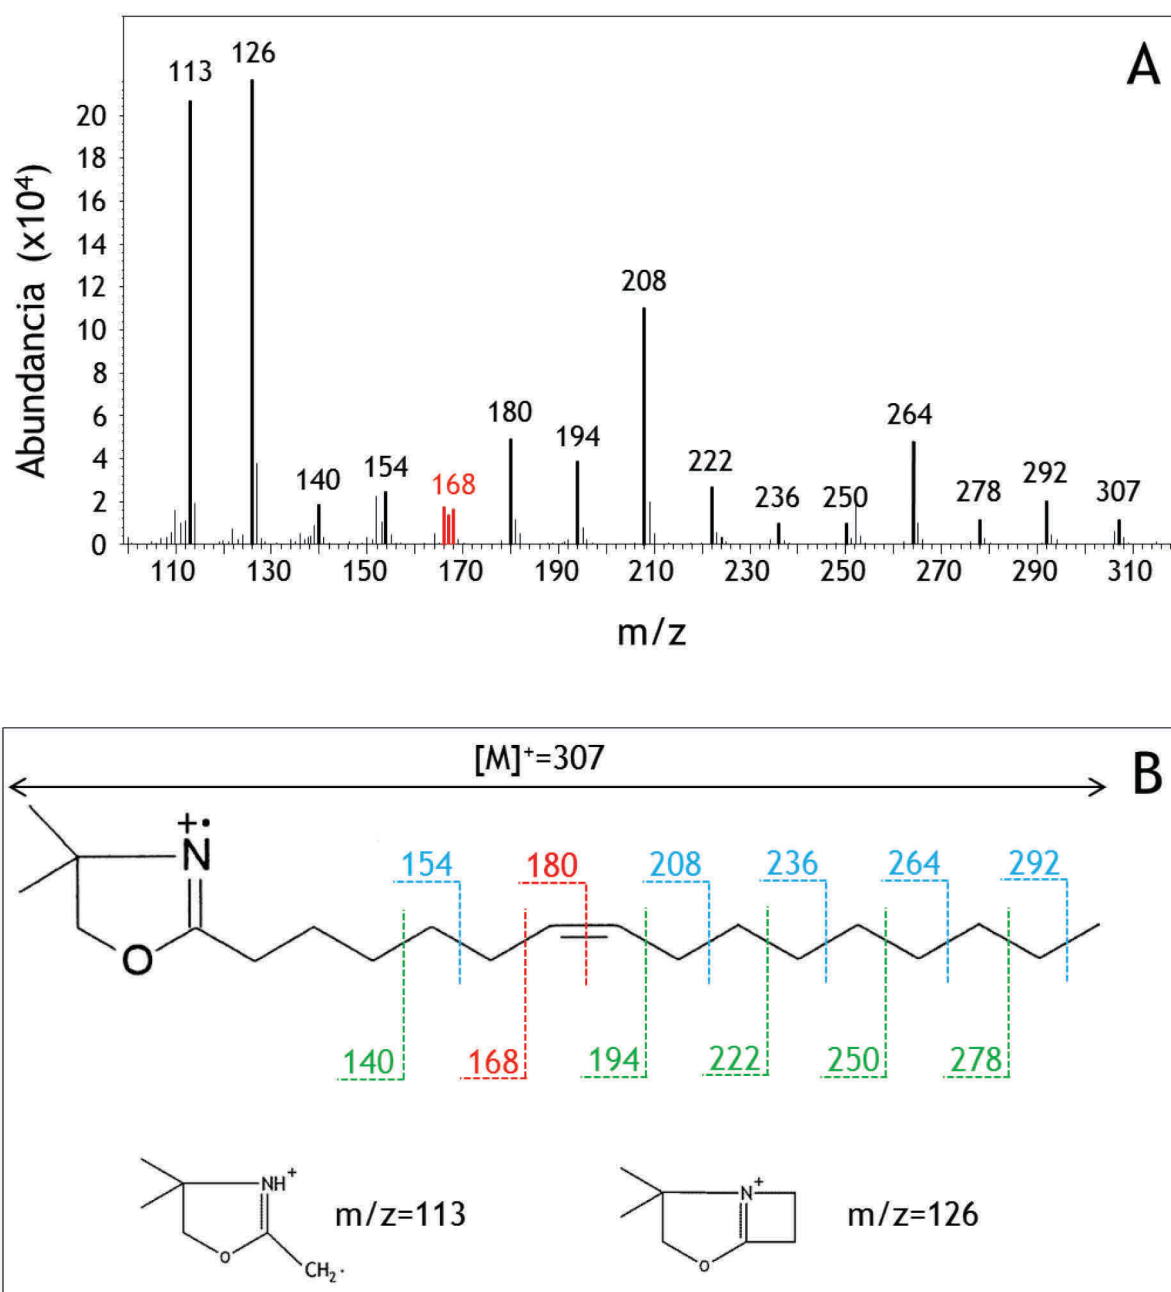 A
Abundancia (x10⁴)
20
18
16
14
12
10
8
6
4
2
0
113
126
140
154
168
180
194
208
222
236
250
264
278
292
307
110 130 150 170 190 210 230 250 270 290 310
m/z
B
[M]⁺=307
+•
N
O
154 180 208 236 264 292
140 168 194 222 250 278
NH⁺
O
CH₂•
m/z=113
N⁺
O
m/z=126